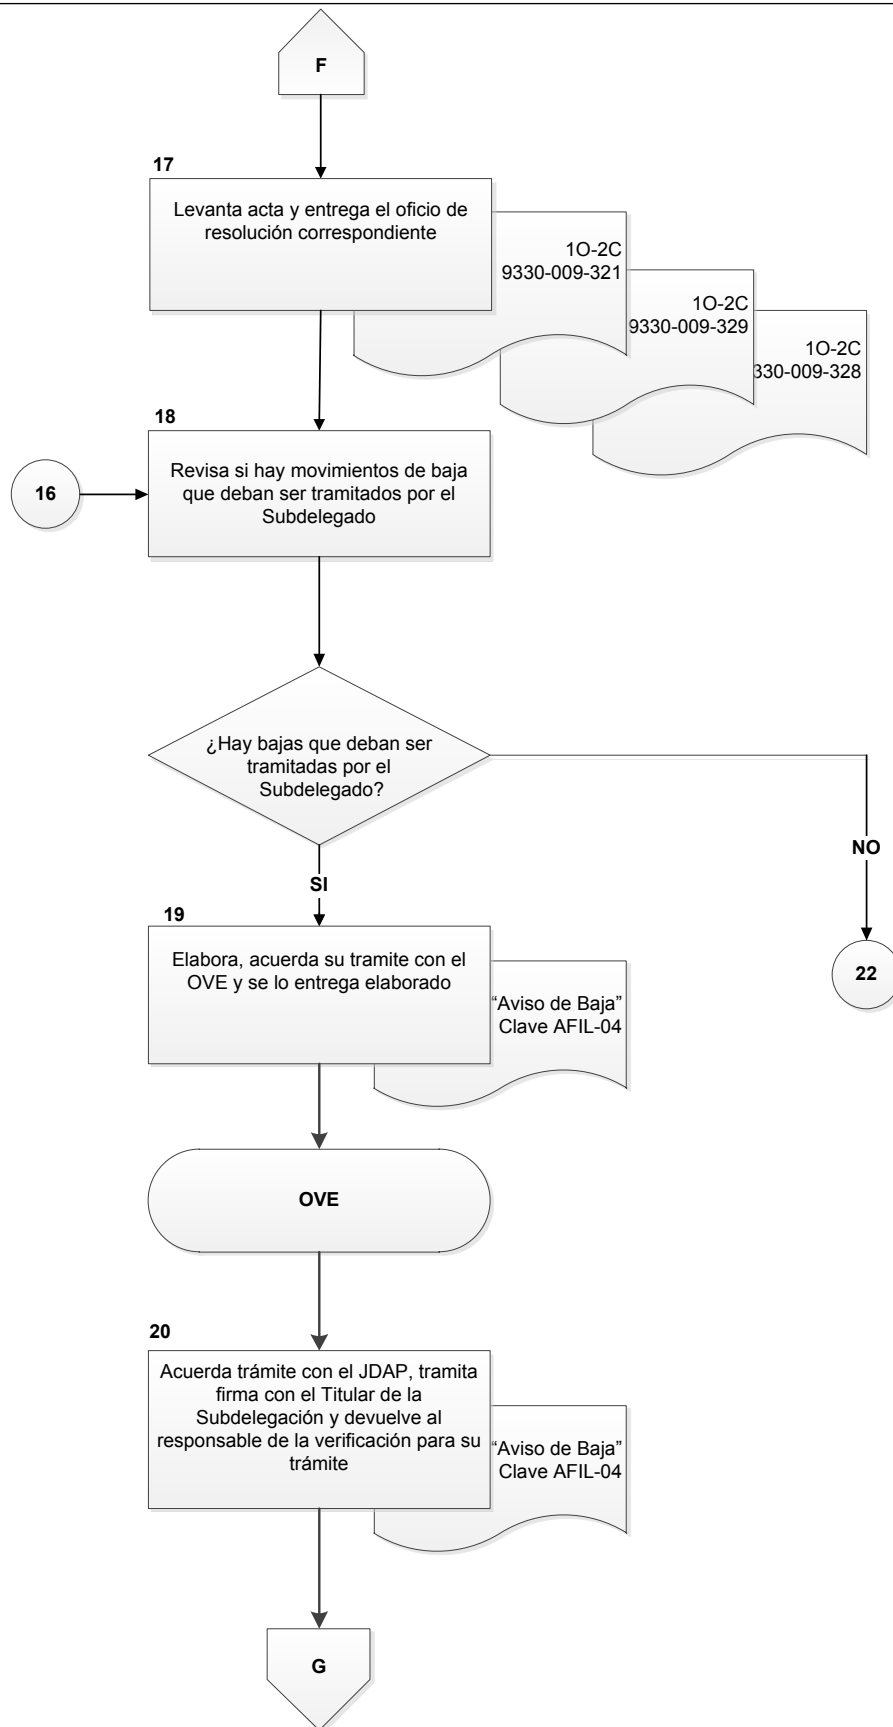 F
17
Levanta acta y entrega el oficio de
resolución correspondiente
1O-2C
9330-009-321
1O-2C
9330-009-329
1O-2C
330-009-328
18
16
Revisa si hay movimientos de baja
que deban ser tramitados por el
Subdelegado
¿Hay bajas que deban ser
tramitadas por el
Subdelegado?
NO
SI
22
19
Elabora, acuerda su tramite con el
OVE y se lo entrega elaborado
“Aviso de Baja”
Clave AFIL-04
OVE
20
Acuerda trámite con el JDAP, tramita
firma con el Titular de la
Subdelegación y devuelve al
responsable de la verificación para su
trámite
“Aviso de Baja”
Clave AFIL-04
G